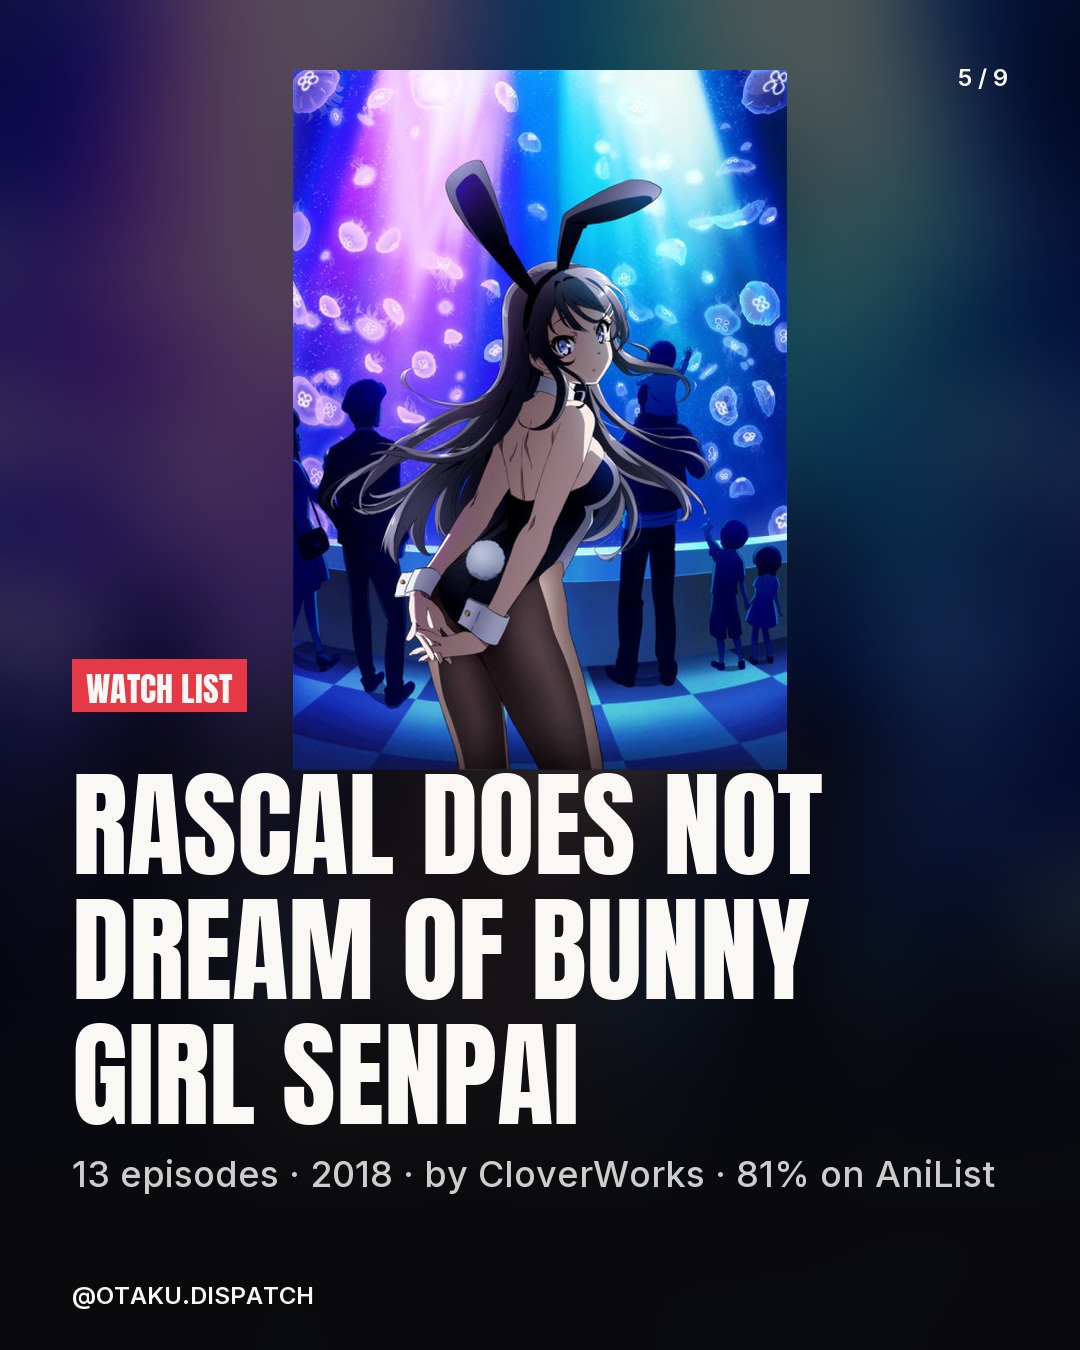 5 / 9
WATCH LIST
RASCAL DOES NOT
DREAM OF BUNNY
GIRL SENPAI
13 episodes · 2018 · by CloverWorks · 81% on AniList
@OTAKU.DISPATCH